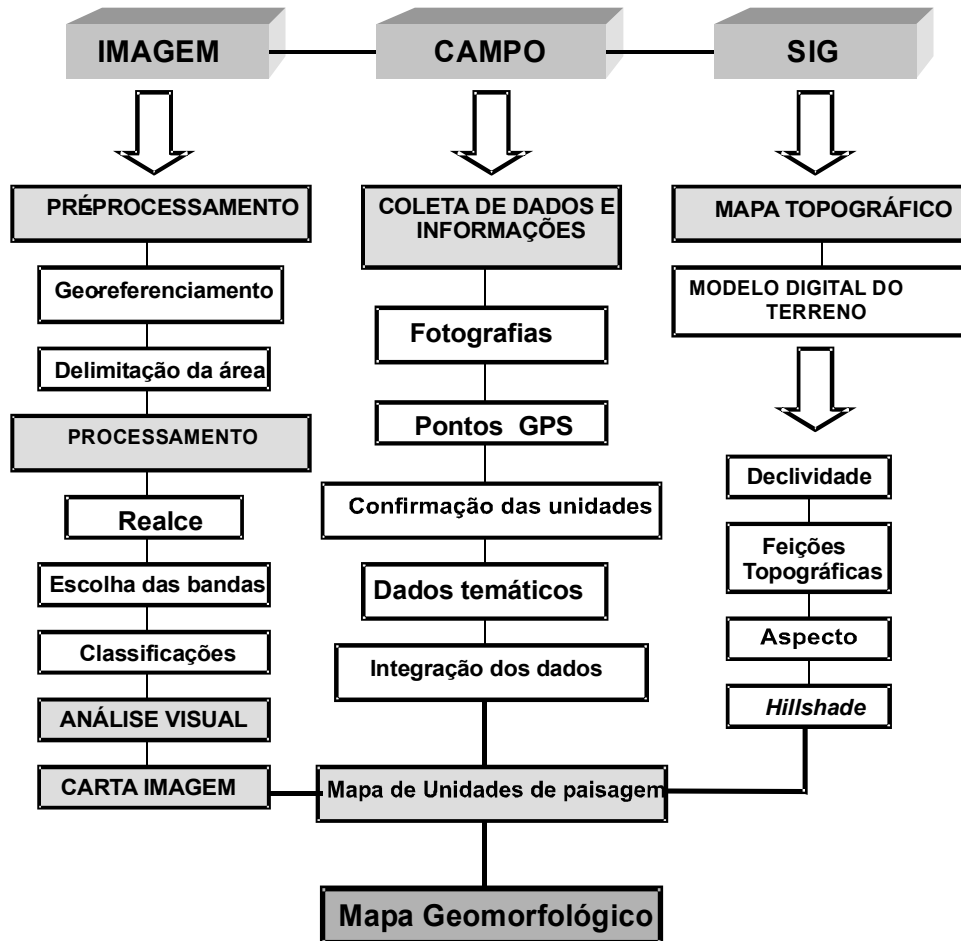 IMAGEM
CAMPO
SIG
PRÉ-PROCESSAMENTO
Georeferenciamento
Delimitação da área
PROCESSAMENTO
Realce
Escolha das bandas
Classificações
ANÁLISE VISUAL
CARTA IMAGEM
COLETA DE DADOS E
INFORMAÇÕES
Fotografias
Pontos GPS
Confirmação das unidades
Dados temáticos
Integração dos dados
MAPA TOPOGRÁFICO
MODELO DIGITAL DO
TERRENO
Declividade
Feições
Topográficas
Aspecto
Hillshade
Mapa de Unidades de paisagem
Mapa Geomorfológico